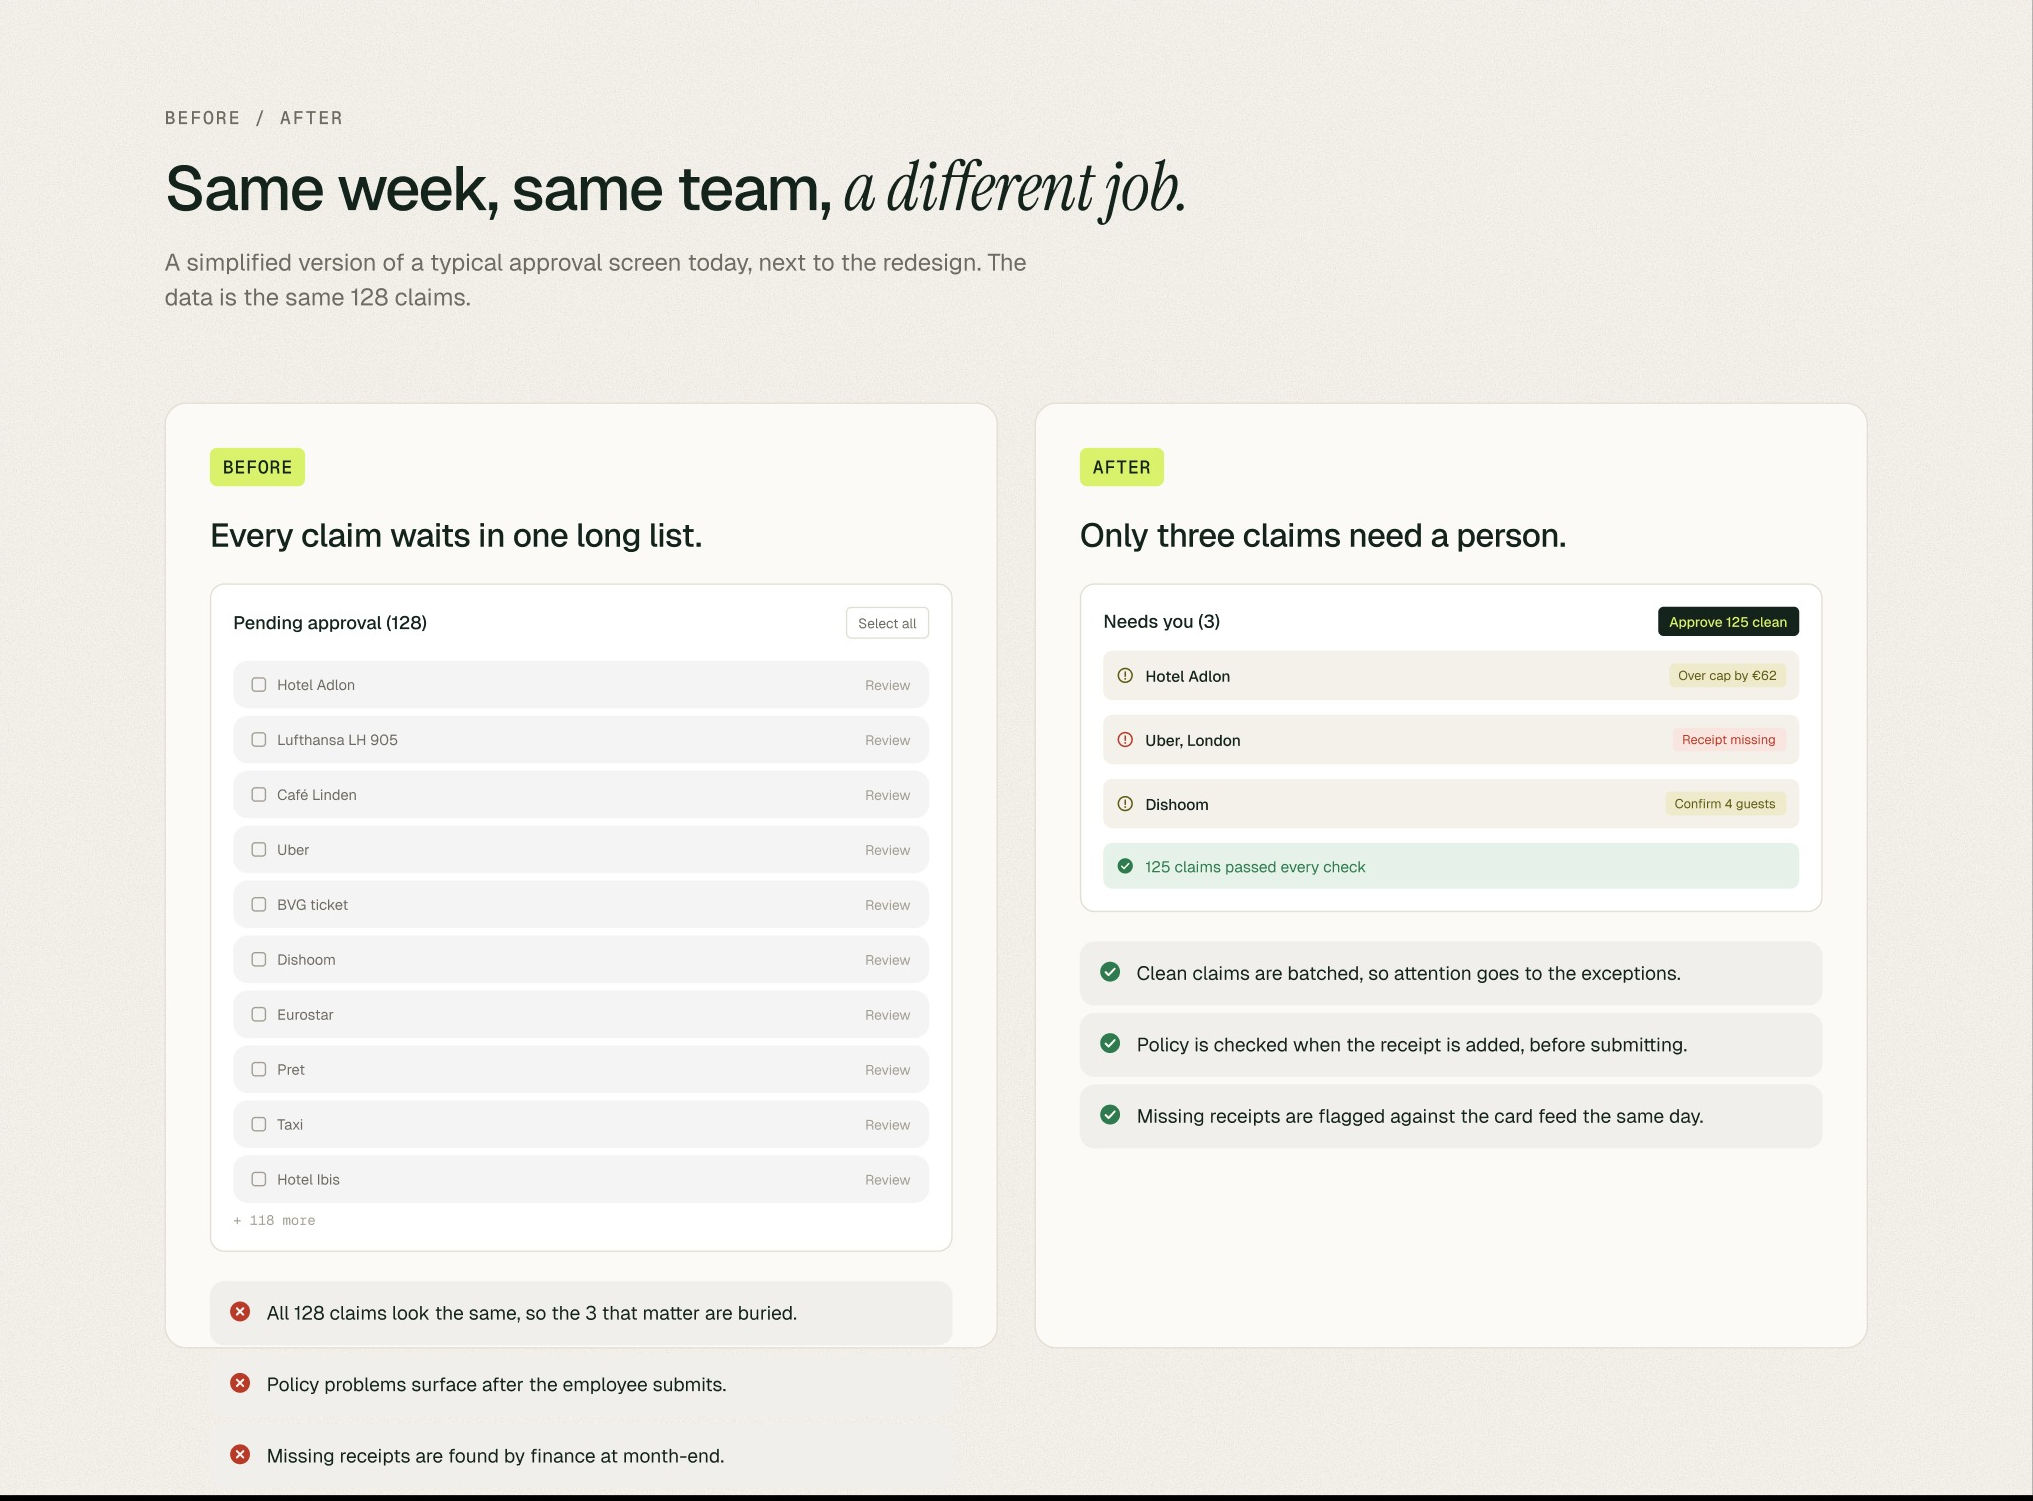 BEFORE / AFTER
Same week, same team, a different job.
A simplified version of a typical approval screen today, next to the redesign. The
data is the same 128 claims.
BEFORE
Every claim waits in one long list.
Pending approval (128)
Select all
Hotel Adlon
Review
Lufthansa LH 905
Review
Café Linden
Review
Uber
Review
BVG ticket
Review
Dishoom
Review
Eurostar
Review
Pret
Review
Taxi
Review
Hotel Ibis
Review
+ 118 more
All 128 claims look the same, so the 3 that matter are buried.
Policy problems surface after the employee submits.
Missing receipts are found by finance at month-end.
AFTER
Only three claims need a person.
Needs you (3)
Approve 125 clean
Hotel Adlon
Over cap by €62
Uber, London
Receipt missing
Dishoom
Confirm 4 guests
125 claims passed every check
Clean claims are batched, so attention goes to the exceptions.
Policy is checked when the receipt is added, before submitting.
Missing receipts are flagged against the card feed the same day.